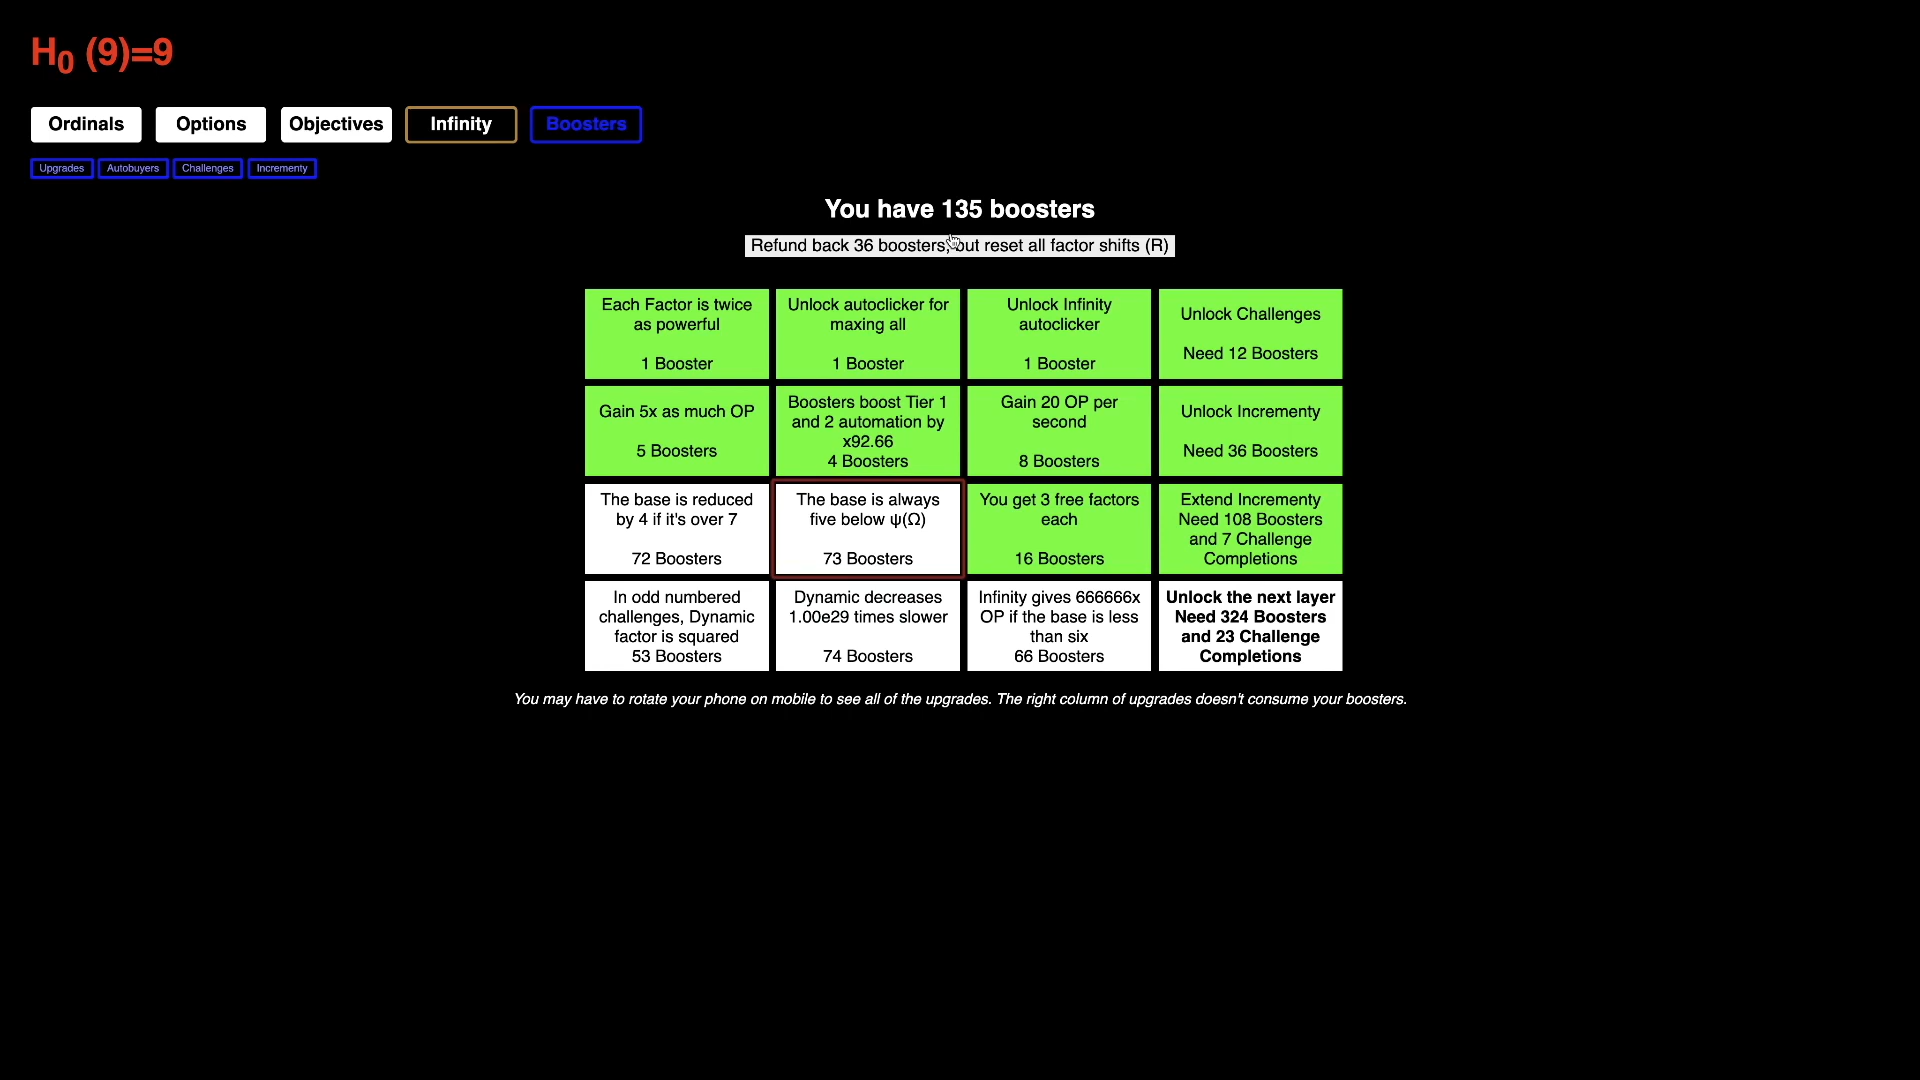 H0 (9)=9
Ordinals Options Objectives Infinity Boosters
Upgrades Autobuyers Challenges Incrementy
You have 135 boosters
Refund back 36 boosters, but reset all factor shifts (R)
Each Factor is twice
as powerful
1 Booster
Unlock autoclicker for
maxing all
1 Booster
Unlock Infinity
autoclicker
1 Booster
Unlock Challenges
Need 12 Boosters
Gain 5x as much OP
5 Boosters
Boosters boost Tier 1
and 2 automation by
x92.66
4 Boosters
Gain 20 OP per
second
8 Boosters
Unlock Incrementy
Need 36 Boosters
The base is reduced
by 4 if it's over 7
72 Boosters
The base is always
five below ψ(Ω)
73 Boosters
You get 3 free factors
each
16 Boosters
Extend Incrementy
Need 108 Boosters
and 7 Challenge
Completions
In odd numbered
challenges, Dynamic
factor is squared
53 Boosters
Dynamic decreases
1.00e29 times slower
74 Boosters
Infinity gives 666666x
OP if the base is less
than six
66 Boosters
Unlock the next layer
Need 324 Boosters
and 23 Challenge
Completions
You may have to rotate your phone on mobile to see all of the upgrades. The right column of upgrades doesn't consume your boosters.